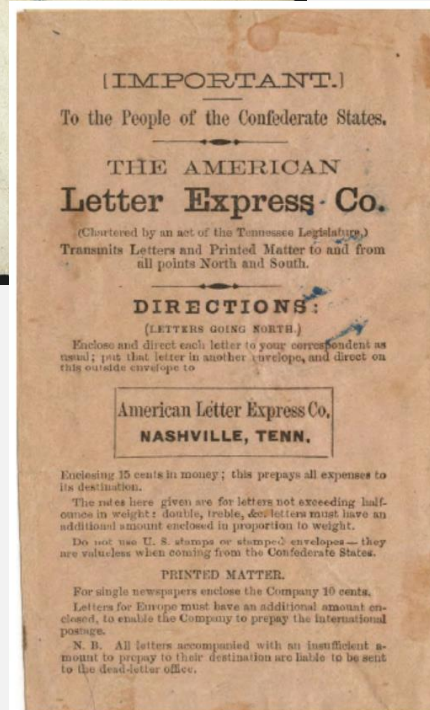 [IMPORTANT.]
To the People of the Confederate States.
THE AMERICAN
Letter Express Co.
(Chartered by an act of the Tennessee Legislature,)
Transmits Letters and Printed Matter to and from
all points North and South.
DIRECTIONS:
(LETTERS GOING NORTH.)
Enclose and direct each letter to your correspondent as
usual; put that letter in another envelope, and direct on
this outside envelope to
American Letter Express Co,
NASHVILLE, TENN.
Enclosing 15 cents in money; this prepays all expenses to
its destination.
The rates here given are for letters not exceeding half-
ounce in weight: double, treble, &c. letters must have an
additional amount enclosed in proportion to weight.
Do not use U. S. stamps or stamped envelopes—they
are valueless when coming from the Confederate States.
PRINTED MATTER.
For single newspapers enclose the Company 10 cents.
Letters for Europe must have an additional amount en-
closed, to enable the Company to prepay the international
postage.
N. B. All letters accompanied with an insufficient a-
mount to prepay to their destination are liable to be sent
to the dead-letter office.